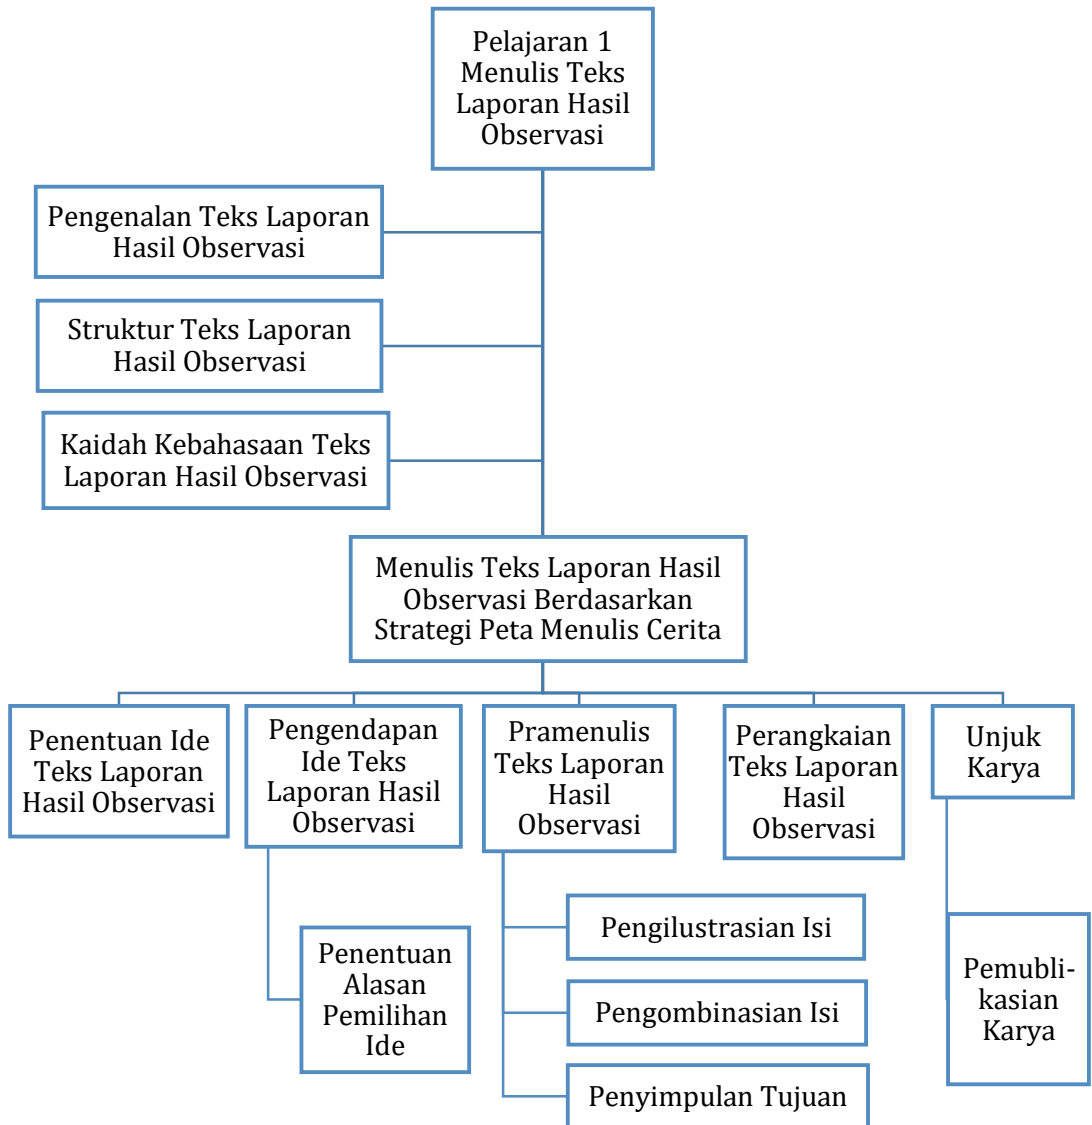 Pelajaran 1
Menulis Teks
Laporan Hasil
Observasi
Pengenalan Teks Laporan
Hasil Observasi
Struktur Teks Laporan
Hasil Observasi
Kaidah Kebahasaan Teks
Laporan Hasil Observasi
Menulis Teks Laporan Hasil
Observasi Berdasarkan
Strategi Peta Menulis Cerita
Penentuan Ide
Teks Laporan
Hasil Observasi
Pengendapan
Ide Teks
Laporan Hasil
Observasi
Penentuan
Alasan
Pemilihan
Ide
Pramenulis
Teks Laporan
Hasil
Observasi
Pengilustrasian Isi
Pengombinasian Isi
Penyimpulan Tujuan
Perangkaian
Teks Laporan
Hasil
Observasi
Unjuk
Karya
Pemubli-
kasian
Karya